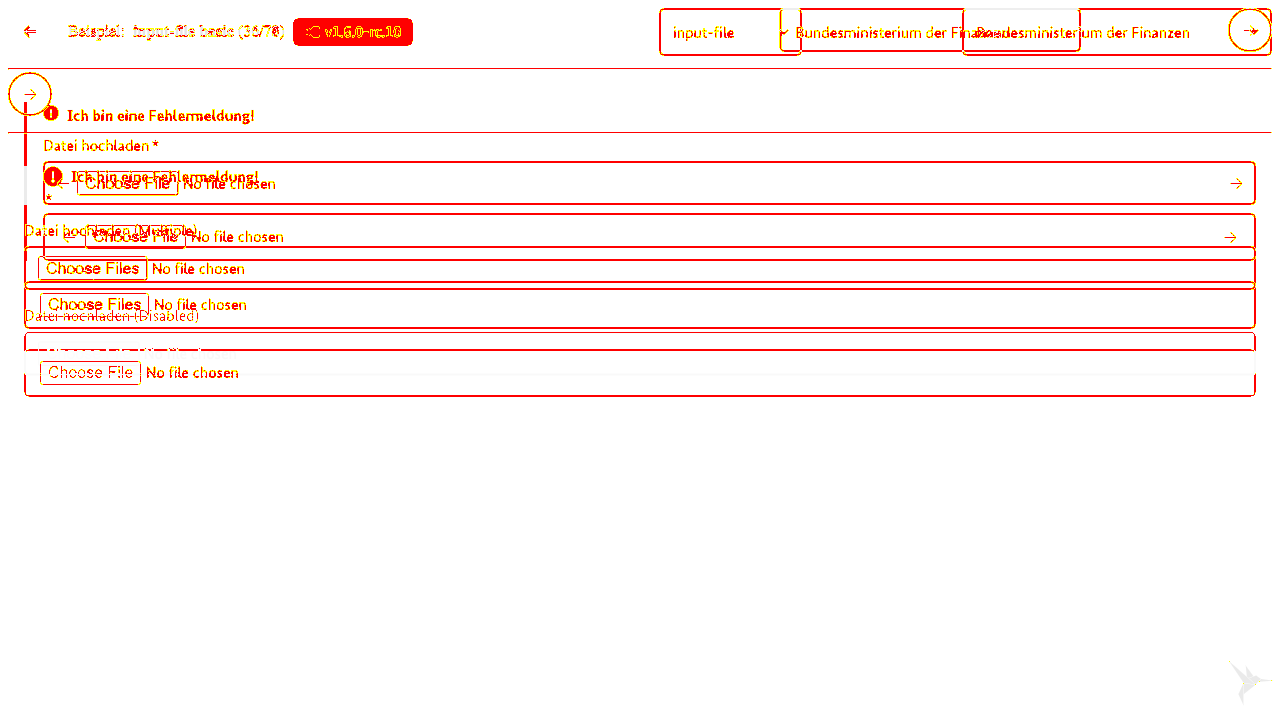 Beispiel: input-file basic (36/78) v1.6.0-rc.10 input-file Bundesministerium der Finanzen Bundesministerium der Finanzen
Ich bin eine Fehlermeldung!
Datei hochladen *
Ich bin eine Fehlermeldung!
Choose File No file chosen
*
Datei hochladen (Multiple)
Choose File No file chosen
Choose Files No file chosen
Choose Files No file chosen
Datei hochladen (Disabled)
Choose File No file chosen